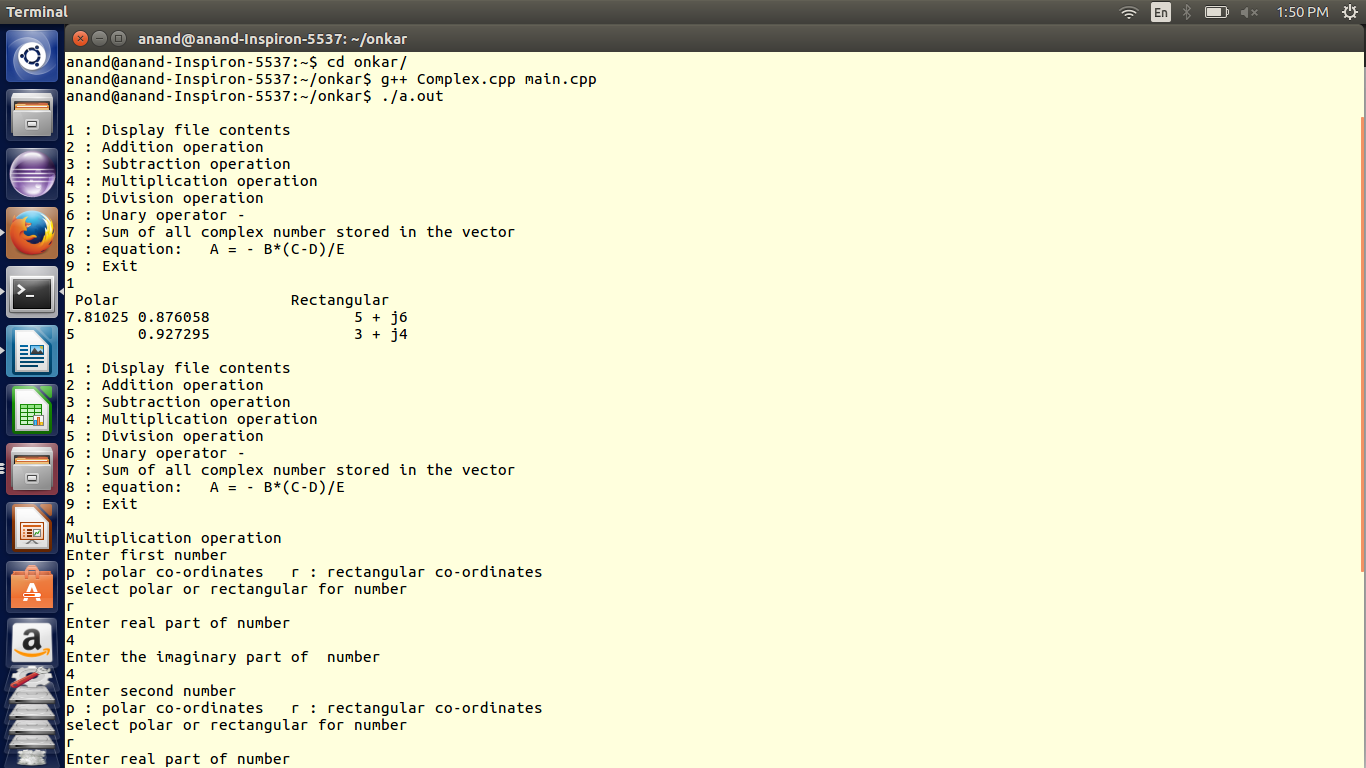 Terminal
En
1:50 PM
anand@anand-Inspiron-5537: ~/onkar
anand@anand-Inspiron-5537:~$ cd onkar/
anand@anand-Inspiron-5537:~/onkar$ g++ Complex.cpp main.cpp
anand@anand-Inspiron-5537:~/onkar$ ./a.out
1 : Display file contents
2 : Addition operation
3 : Subtraction operation
4 : Multiplication operation
5 : Division operation
6 : Unary operator -
7 : Sum of all complex number stored in the vector
8 : equation:   A = - B*(C-D)/E
9 : Exit
1
 Polar                   Rectangular
7.81025 0.876058                5 + j6
5       0.927295                3 + j4
1 : Display file contents
2 : Addition operation
3 : Subtraction operation
4 : Multiplication operation
5 : Division operation
6 : Unary operator -
7 : Sum of all complex number stored in the vector
8 : equation:   A = - B*(C-D)/E
9 : Exit
4
Multiplication operation
Enter first number
p : polar co-ordinates   r : rectangular co-ordinates
select polar or rectangular for number
r
Enter real part of number
4
Enter the imaginary part of  number
4
Enter second number
p : polar co-ordinates   r : rectangular co-ordinates
select polar or rectangular for number
r
Enter real part of number